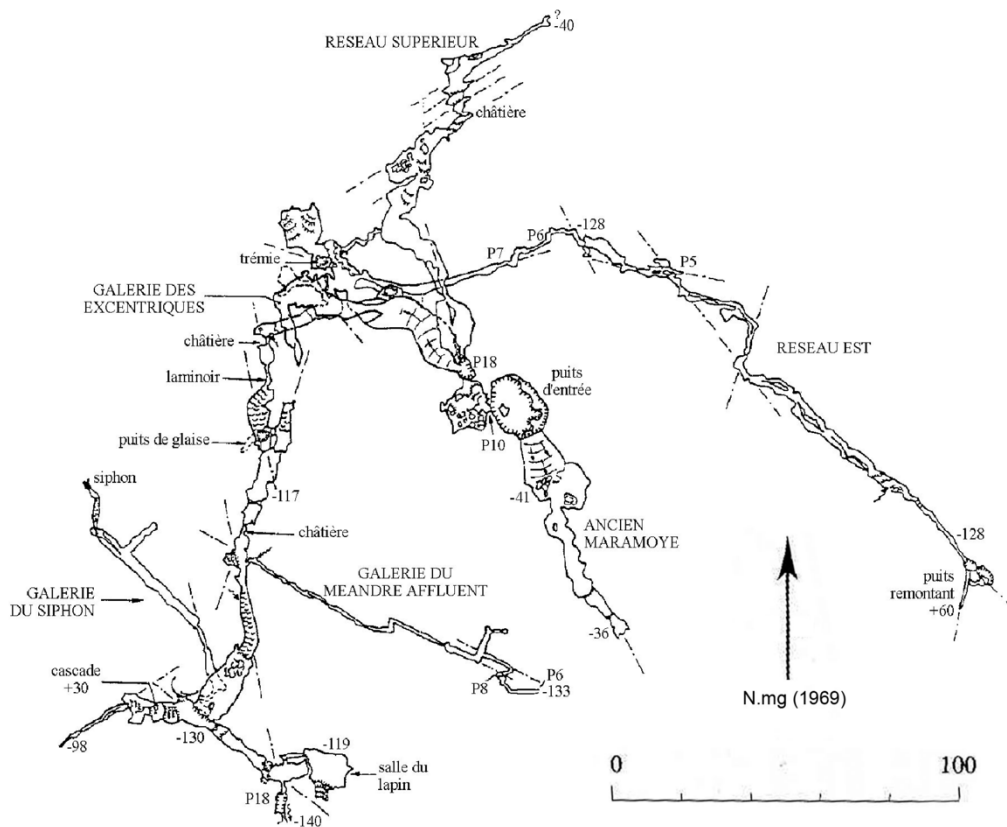 ?
-40
RESEAU SUPERIEUR
châtière
-128
P6
P7
P5
trémie
GALERIE DES
EXCENTRIQUES
châtière
RESEAU EST
P18
puits
d'entrée
laminoir
P10
puits de glaise
siphon
-117
-41
châtière
ANCIEN
MARAMOYE
-128
GALERIE DU
MEANDRE AFFLUENT
GALERIE
DU SIPHON
puits
remontant
+60
-36
cascade
+30
P6
P8
-133
N.mg (1969)
-98
-130
-119
salle du
lapin
P18
-140
0
100